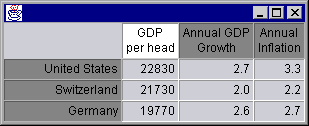 GDP
per head
Annual GDP
Growth
Annual
Inflation
United States 22830 2.7 3.3
Switzerland 21730 2.0 2.2
Germany 19770 2.6 2.7